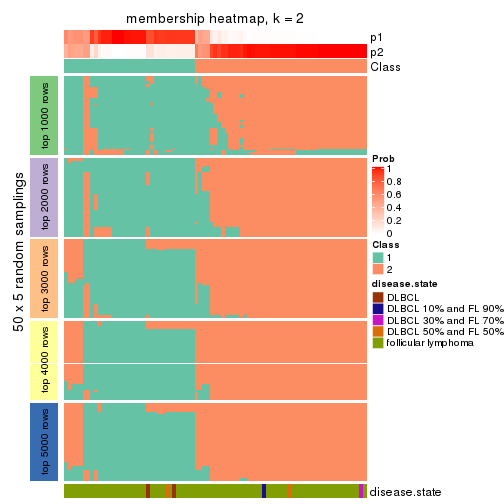 membership heatmap, k = 2
p1
p2
Class
50 x 5 random samplings
top 1000 rows
top 2000 rows
top 3000 rows
top 4000 rows
top 5000 rows
Prob
1
0.8
0.6
0.4
0.2
0
Class
1
2
disease.state
DLBCL
DLBCL 10% and FL 90%
DLBCL 30% and FL 70%
DLBCL 50% and FL 50%
follicular lymphoma
disease.state